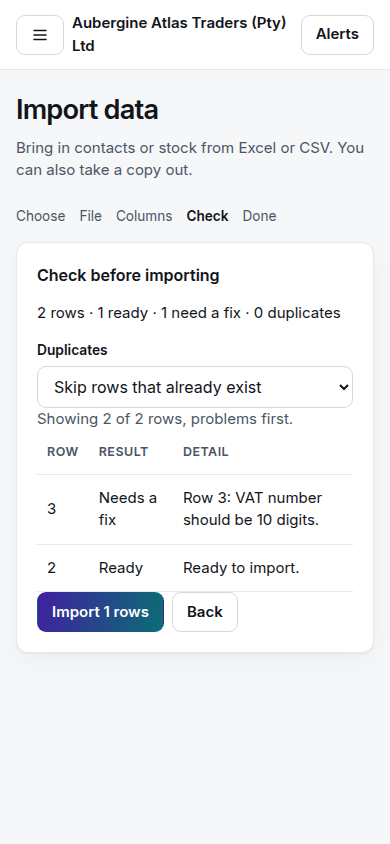 Aubergine Atlas Traders (Pty)
Ltd
Alerts
Import data
Bring in contacts or stock from Excel or CSV. You
can also take a copy out.
Choose File Columns Check Done
Check before importing
2 rows · 1 ready · 1 need a fix · 0 duplicates
Duplicates
Skip rows that already exist
Showing 2 of 2 rows, problems first.
ROW RESULT DETAIL
3 Needs a fix Row 3: VAT number should be 10 digits.
2 Ready Ready to import.
Import 1 rows Back